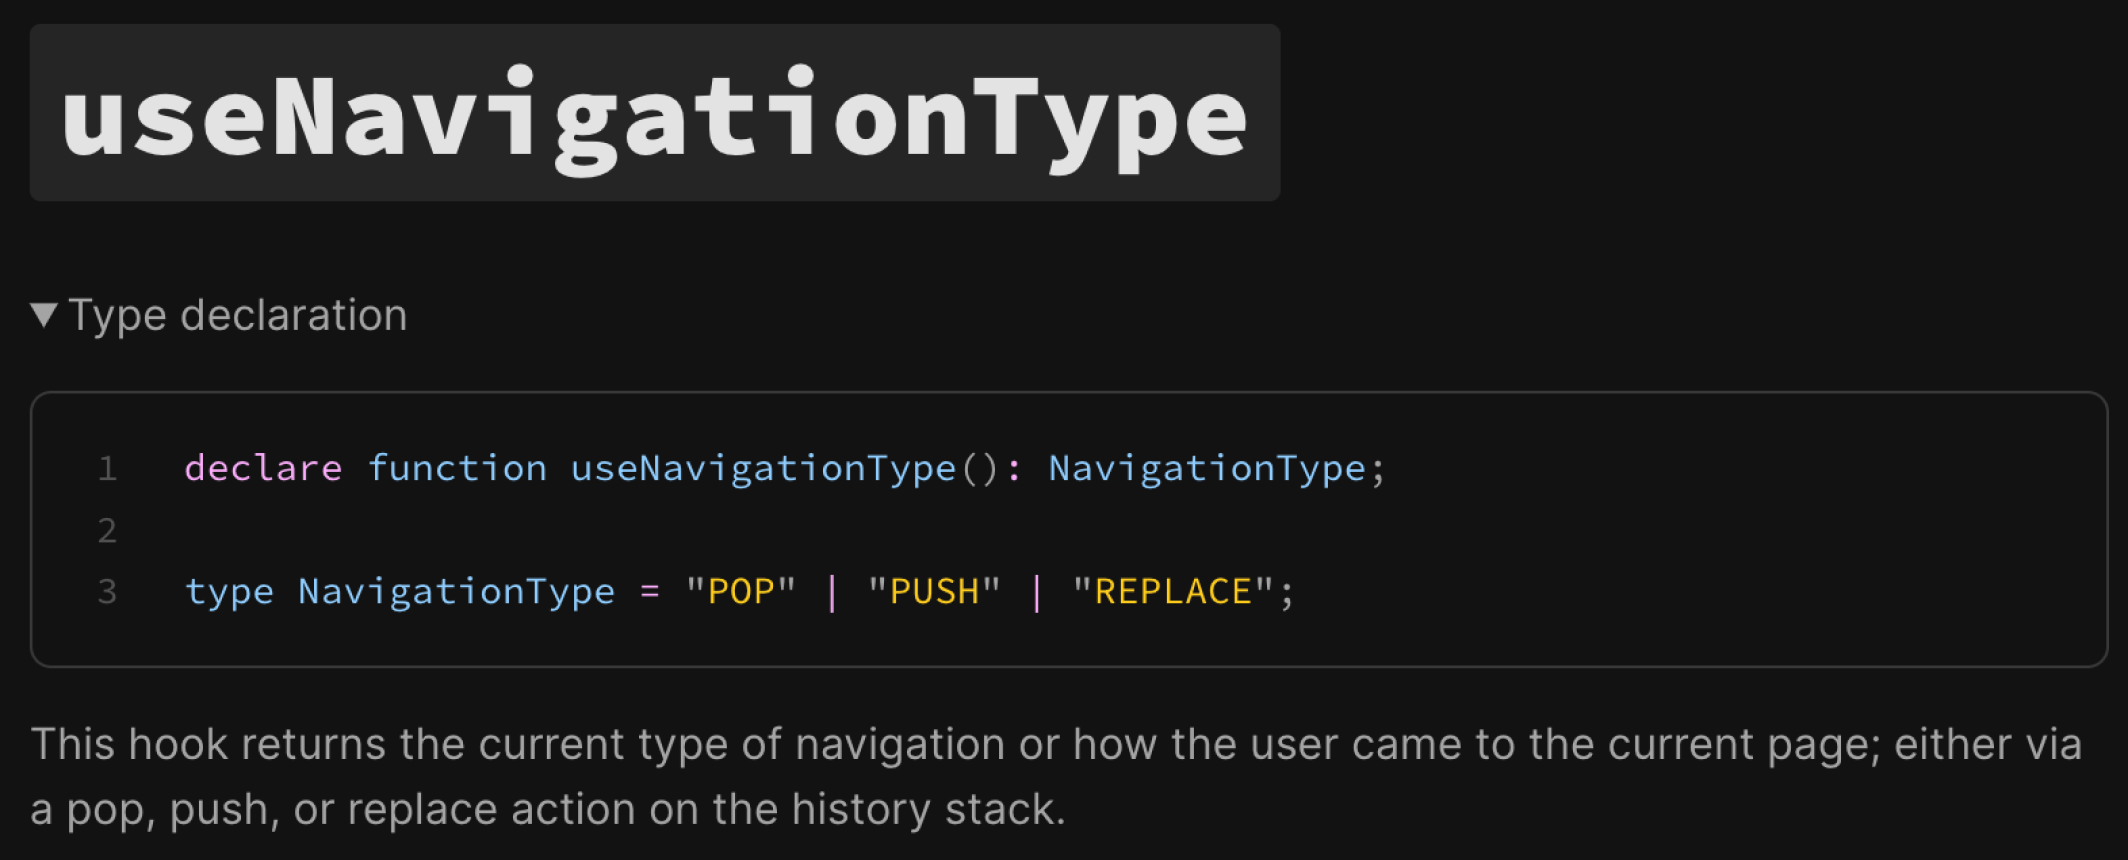 useNavigationType
▼ Type declaration
1 declare function useNavigationType(): NavigationType;
2
3 type NavigationType = "POP" | "PUSH" | "REPLACE";
This hook returns the current type of navigation or how the user came to the current page; either via
a pop, push, or replace action on the history stack.